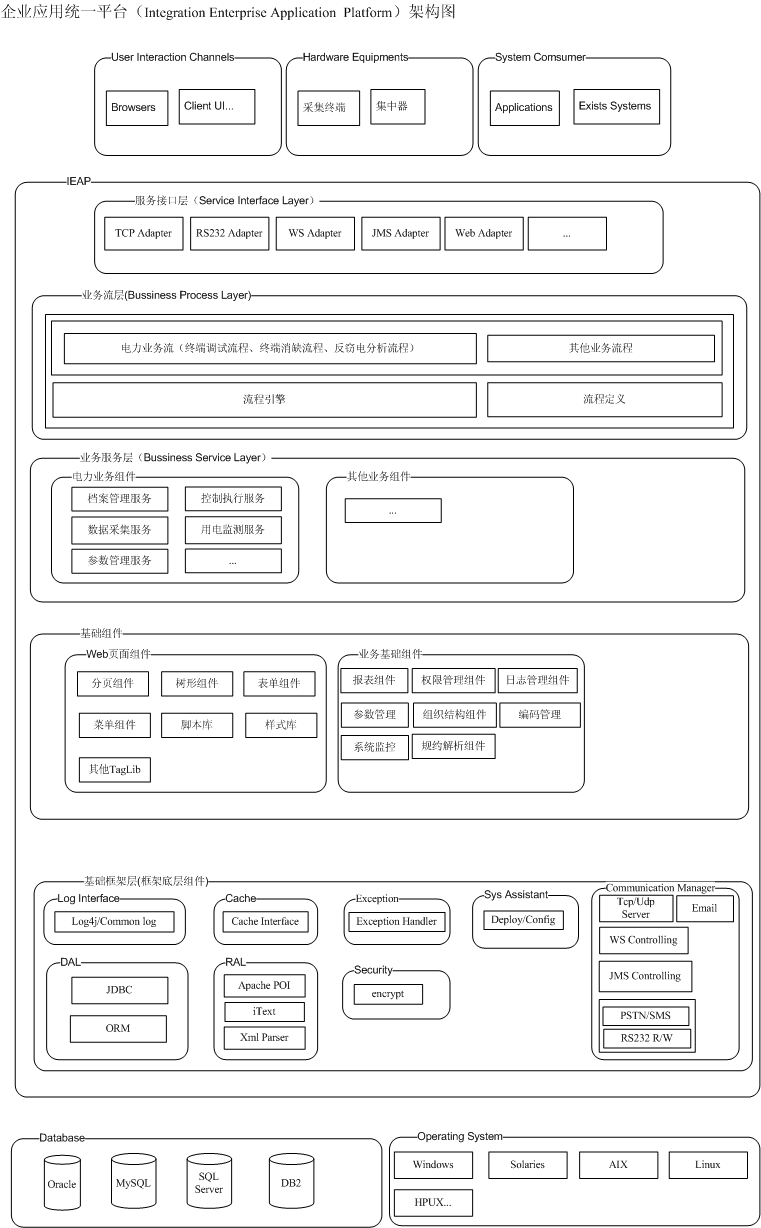 企业应用统一平台（Integration Enterprise Application Platform）架构图
User Interaction Channels
Hardware Equipments
System Comsumer
Browsers
Client UI...
采集终端
集中器
Applications
Exists Systems
IEAP
服务接口层（Service Interface Layer）
TCP Adapter
RS232 Adapter
WS Adapter
JMS Adapter
Web Adapter
...
业务流层(Bussiness Process Layer)
电力业务流（终端调试流程、终端消缺流程、反窃电分析流程）
其他业务流程
流程引擎
流程定义
业务服务层（Bussiness Service Layer）
电力业务组件
档案管理服务
控制执行服务
数据采集服务
用电监测服务
参数管理服务
...
其他业务组件
...
基础组件
Web页面组件
分页组件
树形组件
表单组件
菜单组件
脚本库
样式库
其他TagLib
业务基础组件
报表组件
权限管理组件
日志管理组件
参数管理
组织结构组件
编码管理
系统监控
规约解析组件
基础框架层(框架底层组件)
Log Interface
Log4j/Common log
Cache
Cache Interface
Exception
Exception Handler
Sys Assistant
Deploy/Config
Communication Manager
Tcp/Udp
Server
Email
WS Controlling
JMS Controlling
PSTN/SMS
RS232 R/W
DAL
JDBC
ORM
RAL
Apache POI
iText
Xml Parser
Security
encrypt
Database
Oracle
MySQL
SQL
Server
DB2
Operating System
Windows
Solaries
AIX
Linux
HPUX...